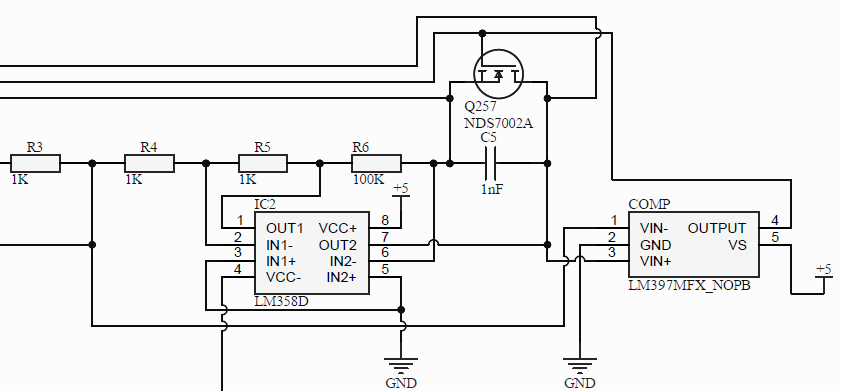 Q257
NDS7002A
C5
1nF
R3
1K
R4
1K
R5
1K
R6
100K
+5
IC2
1 OUT1 VCC+ 8
2 IN1- OUT2 7
3 IN1+ IN2- 6
4 VCC- IN2+ 5
LM358D
GND
COMP
1 VIN- OUTPUT 4
2 GND VS 5
3 VIN+
LM397MFX_NOPB
+5
GND